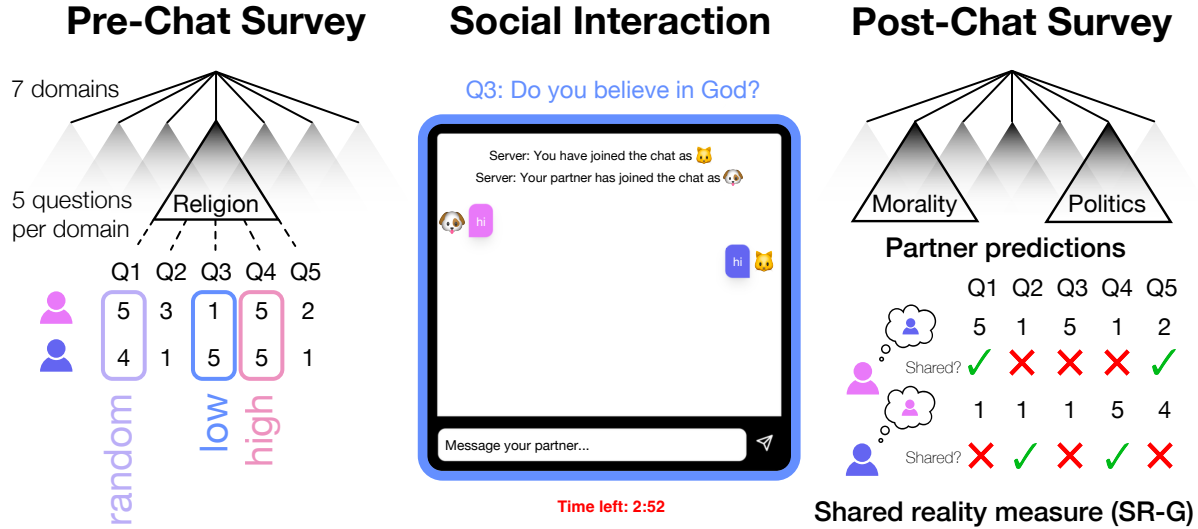 Pre-Chat Survey
7 domains
5 questions
per domain
Religion
Q1 Q2 Q3 Q4 Q5
5 3 1 5 2
4 1 5 5 1
random
low
high
Social Interaction
Q3: Do you believe in God?
Server: You have joined the chat as
Server: Your partner has joined the chat as
hi
hi
Message your partner...
Time left: 2:52
Post-Chat Survey
Morality
Politics
Partner predictions
Q1 Q2 Q3 Q4 Q5
5 1 5 1 2
Shared?
1 1 1 5 4
Shared?
Shared reality measure (SR-G)